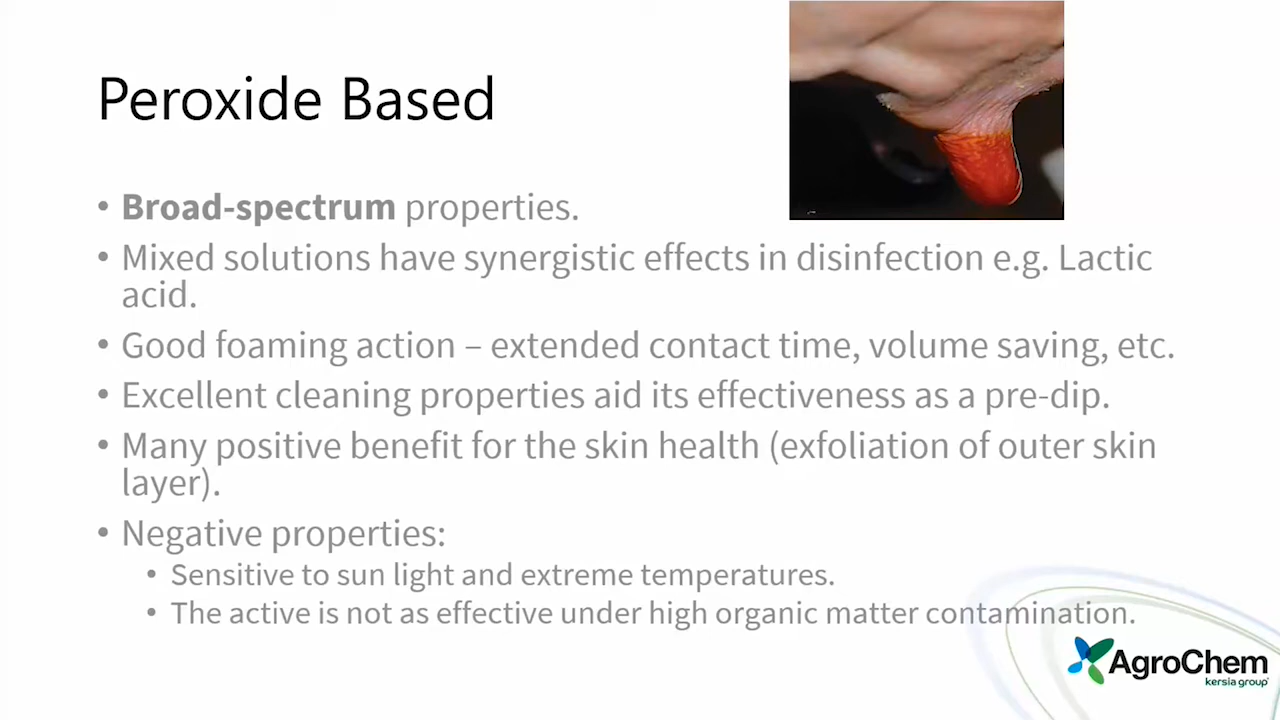 Peroxide Based
• Broad-spectrum properties.
• Mixed solutions have synergistic effects in disinfection e.g. Lactic
acid.
• Good foaming action – extended contact time, volume saving, etc.
• Excellent cleaning properties aid its effectiveness as a pre-dip.
• Many positive benefit for the skin health (exfoliation of outer skin
layer).
• Negative properties:
• Sensitive to sun light and extreme temperatures.
• The active is not as effective under high organic matter contamination.
AgroChem
kersia group